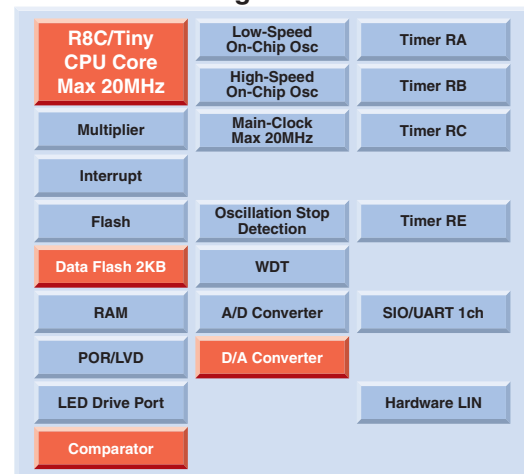 R8C/Tiny
CPU Core
Max 20MHz
Multiplier
Interrupt
Flash
Data Flash 2KB
RAM
POR/LVD
LED Drive Port
Comparator
Low-Speed
On-Chip Osc
High-Speed
On-Chip Osc
Main-Clock
Max 20MHz
Oscillation Stop
Detection
WDT
A/D Converter
D/A Converter
Timer RA
Timer RB
Timer RC
Timer RE
SIO/UART 1ch
Hardware LIN